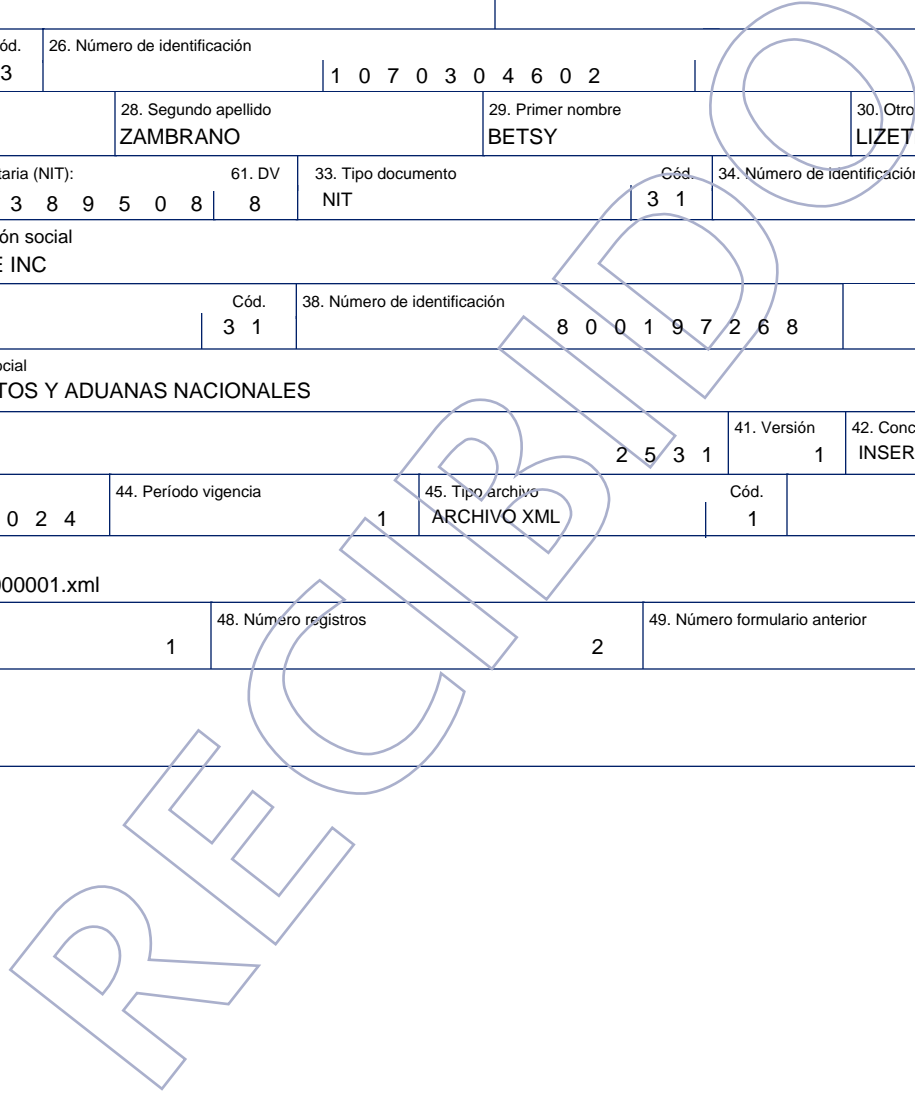 ód. 26. Número de identificación
3 1 0 7 0 3 0 4 6 0 2
28. Segundo apellido 29. Primer nombre 30. Otro
ZAMBRANO BETSY LIZET
taria (NIT): 61. DV 33. Tipo documento Cód. 34. Número de identificación
3 8 9 5 0 8 8 NIT 3 1
ón social
E INC
Cód. 38. Número de identificación
3 1 8 0 0 1 9 7 2 6 8
ocial
TOS Y ADUANAS NACIONALES
41. Versión 42. Conc
2 5 3 1 1 INSER
44. Período vigencia 45. Tipo archivo Cód.
0 2 4 1 ARCHIVO XML 1
000001.xml
48. Número registros 49. Número formulario anterior
1 2
RECIBIDO